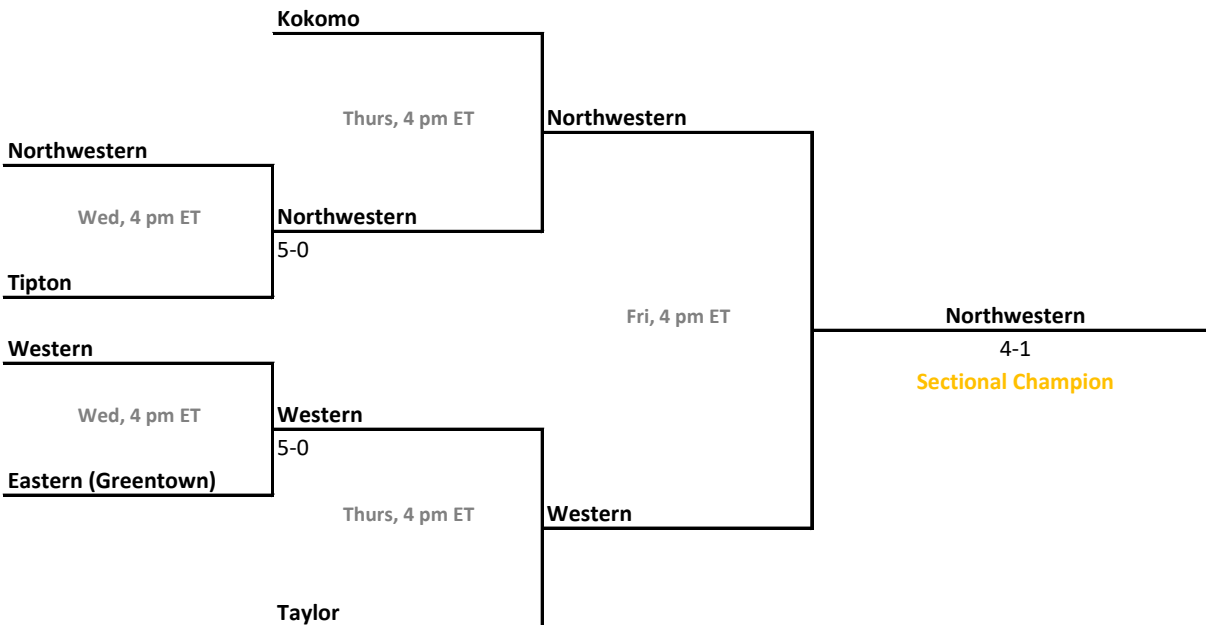 Kokomo
Thurs, 4 pm ET
Northwestern
Northwestern
Wed, 4 pm ET
Northwestern
5-0
Tipton
Fri, 4 pm ET
Northwestern
4-1
Sectional Champion
Western
Wed, 4 pm ET
Western
5-0
Eastern (Greentown)
Thurs, 4 pm ET
Western
Taylor